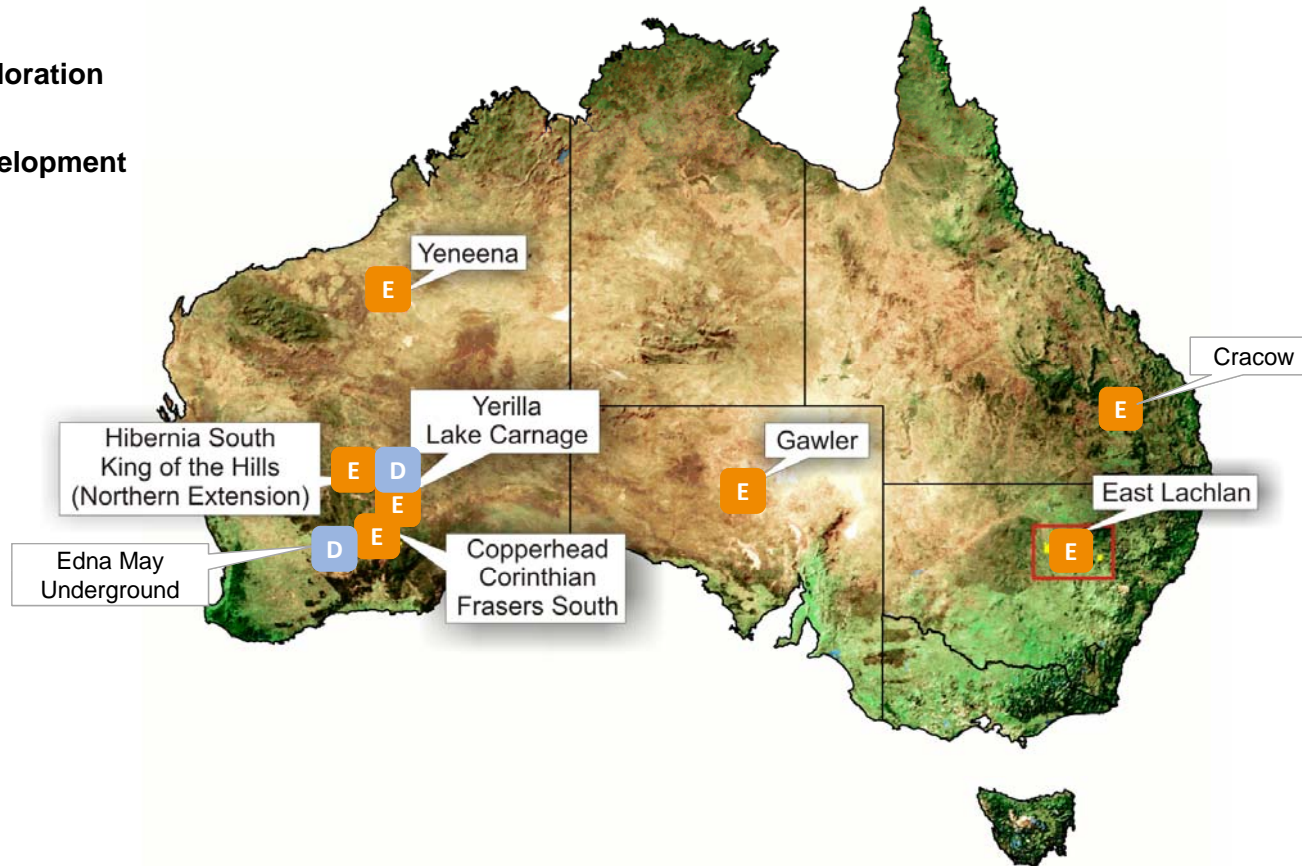 loration
elopment
Yeneena
E
Cracow
E
Yerilla
Lake Carnage
Hibernia South
King of the Hills
(Northern Extension)
E
D
E
Gawler
E
East Lachlan
E
E
D
Edna May
Underground
Copperhead
Corinthian
Frasers South